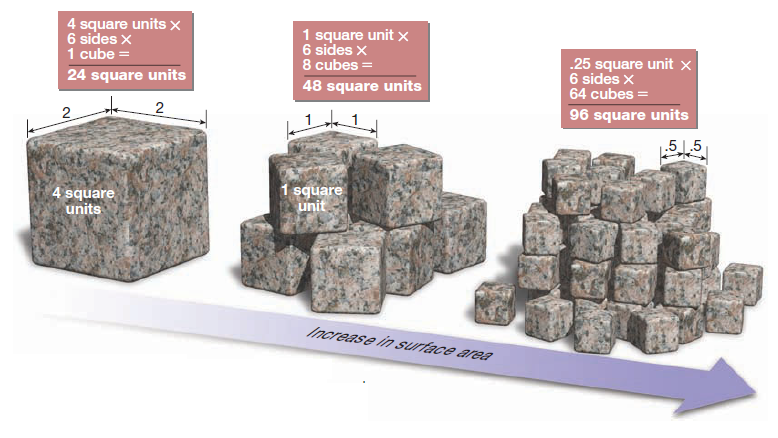 4 square units ×
6 sides ×
1 cube =
24 square units
1 square unit ×
6 sides ×
8 cubes =
48 square units
.25 square unit ×
6 sides ×
64 cubes =
96 square units
2
2
1
1
.5
.5
4 square
units
1 square
unit
Increase in surface area